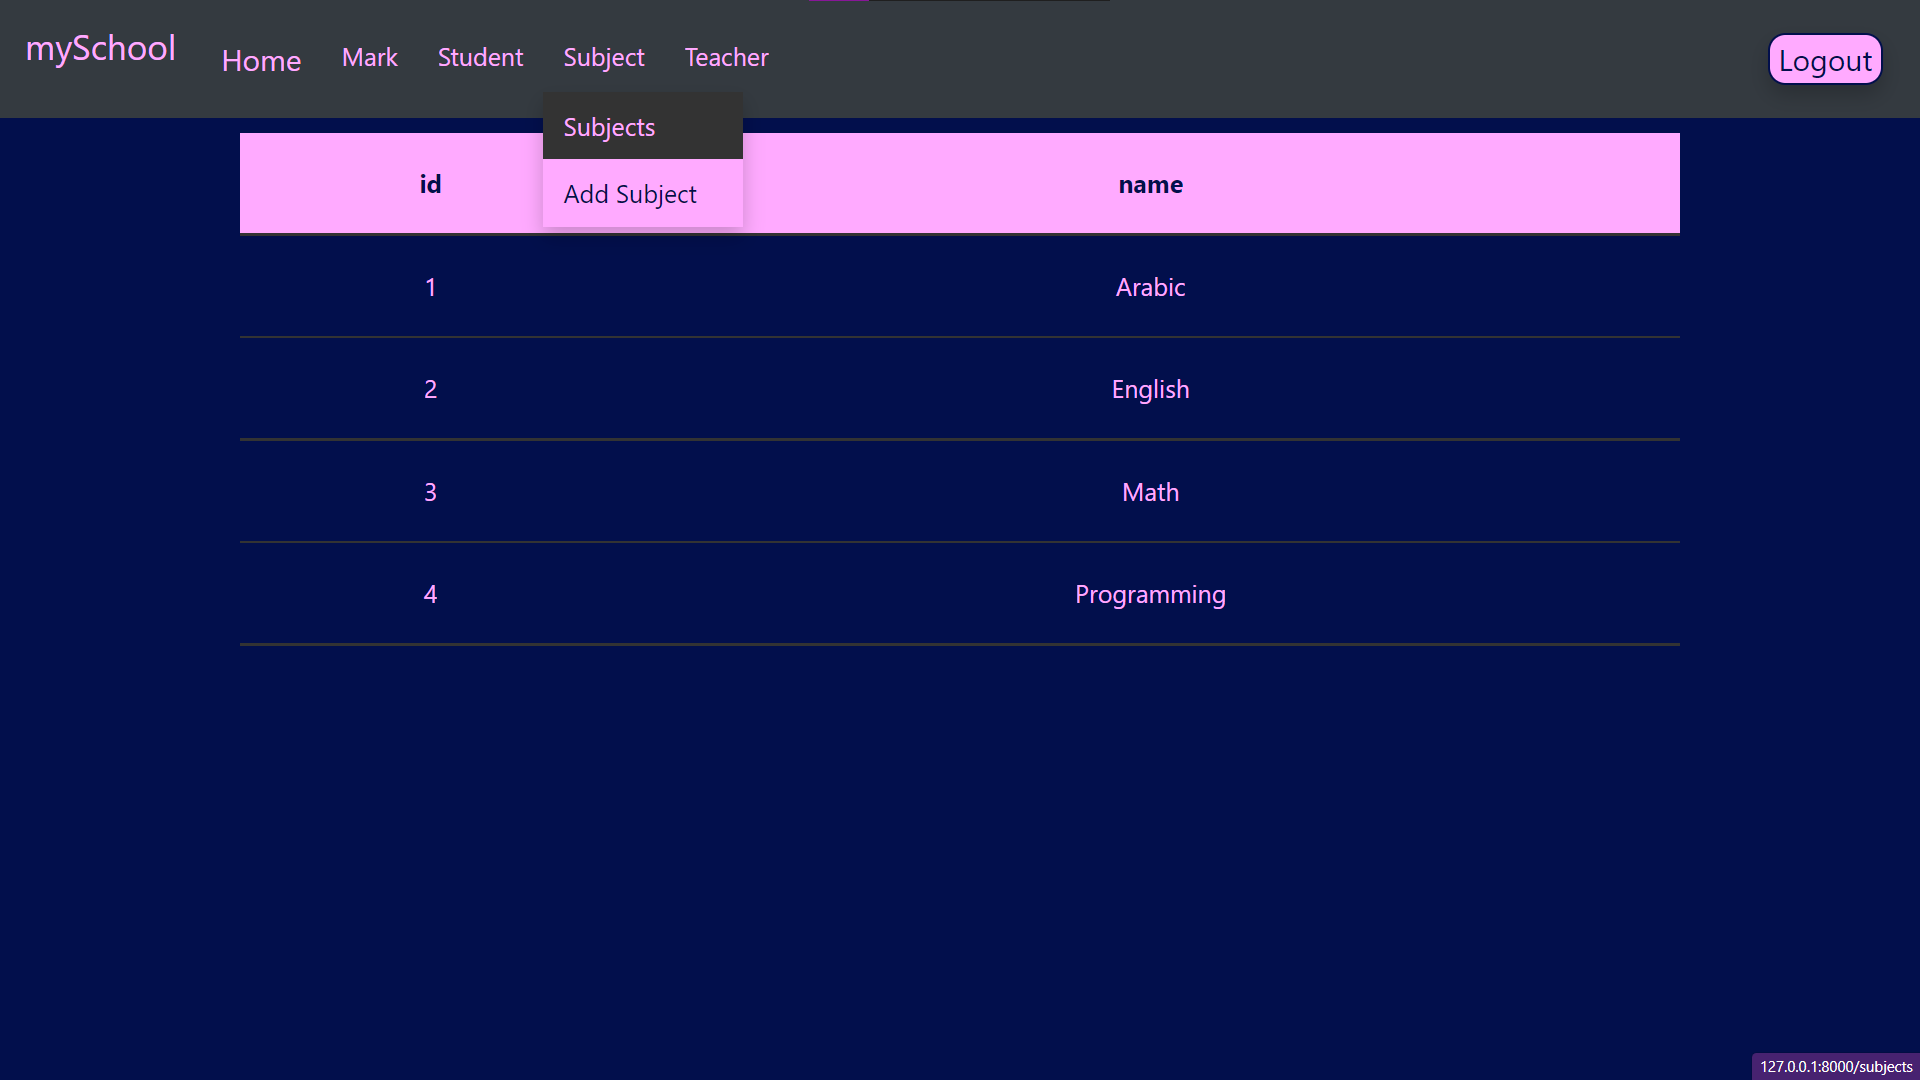 mySchool
Home Mark Student Subject Teacher
Logout
Subjects
Add Subject
id name
1 Arabic
2 English
3 Math
4 Programming
127.0.0.1:8000/subjects